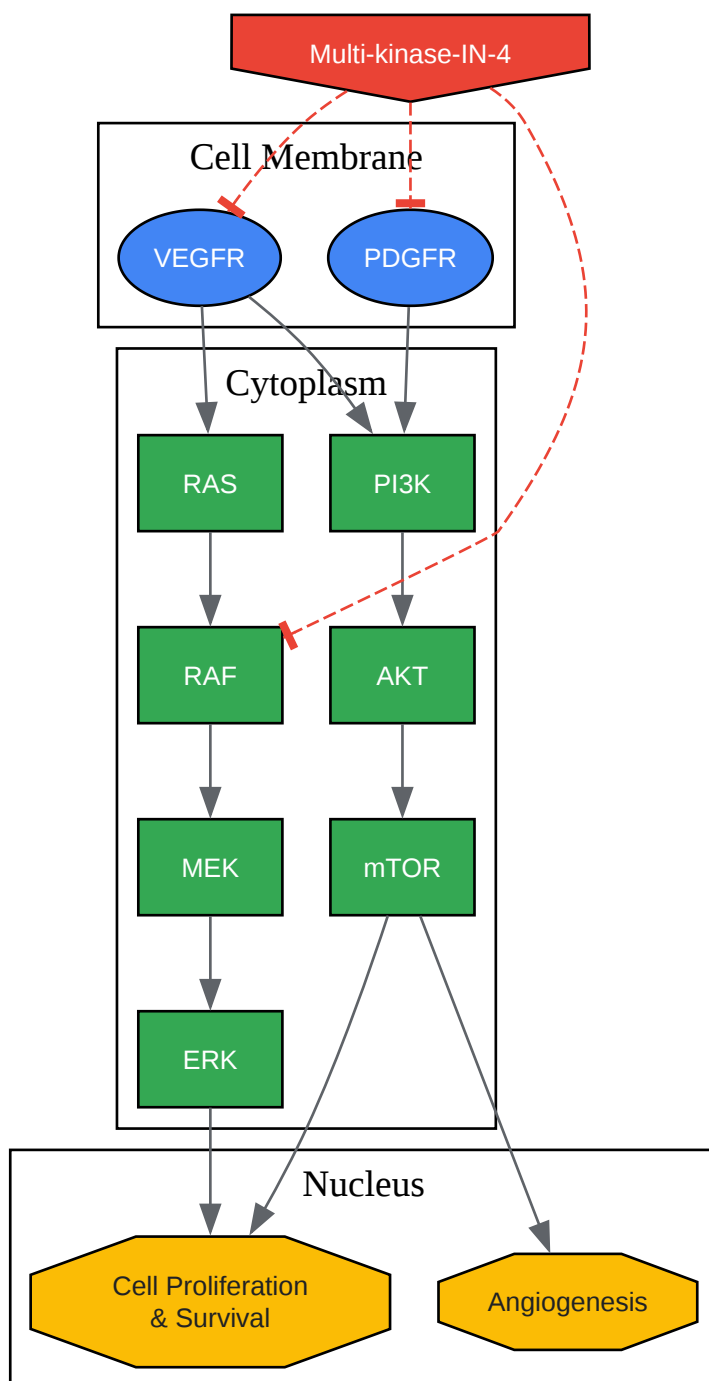 Multi-kinase-IN-4
Cell Membrane
VEGFR
PDGFR
Cytoplasm
RAS
PI3K
RAF
AKT
MEK
mTOR
ERK
Nucleus
Cell Proliferation
& Survival
Angiogenesis